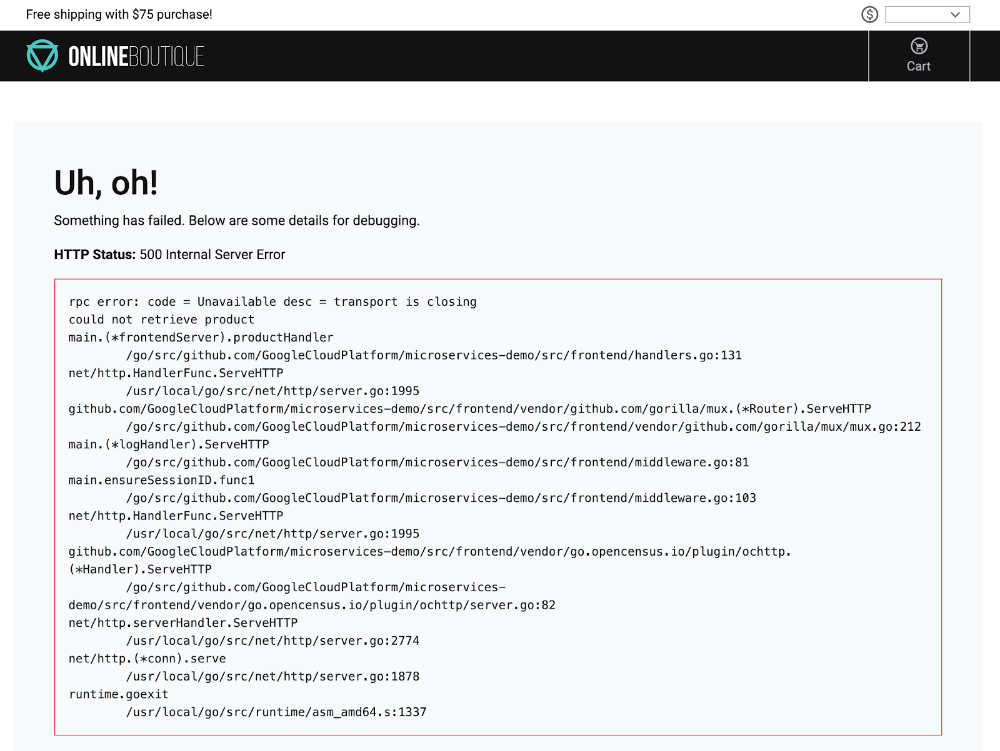 Free shipping with $75 purchase!
$
ONLINEBOUTIQUE
Cart
Uh, oh!
Something has failed. Below are some details for debugging.
HTTP Status: 500 Internal Server Error
rpc error: code = Unavailable desc = transport is closing
could not retrieve product
main.(*frontendServer).productHandler
/go/src/github.com/GoogleCloudPlatform/microservices-demo/src/frontend/handlers.go:131
net/http.HandlerFunc.ServeHTTP
/usr/local/go/src/net/http/server.go:1995
github.com/GoogleCloudPlatform/microservices-demo/src/frontend/vendor/github.com/gorilla/mux.(*Router).ServeHTTP
/go/src/github.com/GoogleCloudPlatform/microservices-demo/src/frontend/vendor/github.com/gorilla/mux/mux.go:212
main.(*logHandler).ServeHTTP
/go/src/github.com/GoogleCloudPlatform/microservices-demo/src/frontend/middleware.go:81
main.ensureSessionID.func1
/go/src/github.com/GoogleCloudPlatform/microservices-demo/src/frontend/middleware.go:103
net/http.HandlerFunc.ServeHTTP
/usr/local/go/src/net/http/server.go:1995
github.com/GoogleCloudPlatform/microservices-demo/src/frontend/vendor/go.opencensus.io/plugin/ochttp.
(*Handler).ServeHTTP
/go/src/github.com/GoogleCloudPlatform/microservices-
demo/src/frontend/vendor/go.opencensus.io/plugin/ochttp/server.go:82
net/http.serverHandler.ServeHTTP
/usr/local/go/src/net/http/server.go:2774
net/http.(*conn).serve
/usr/local/go/src/net/http/server.go:1878
runtime.goexit
/usr/local/go/src/runtime/asm_amd64.s:1337